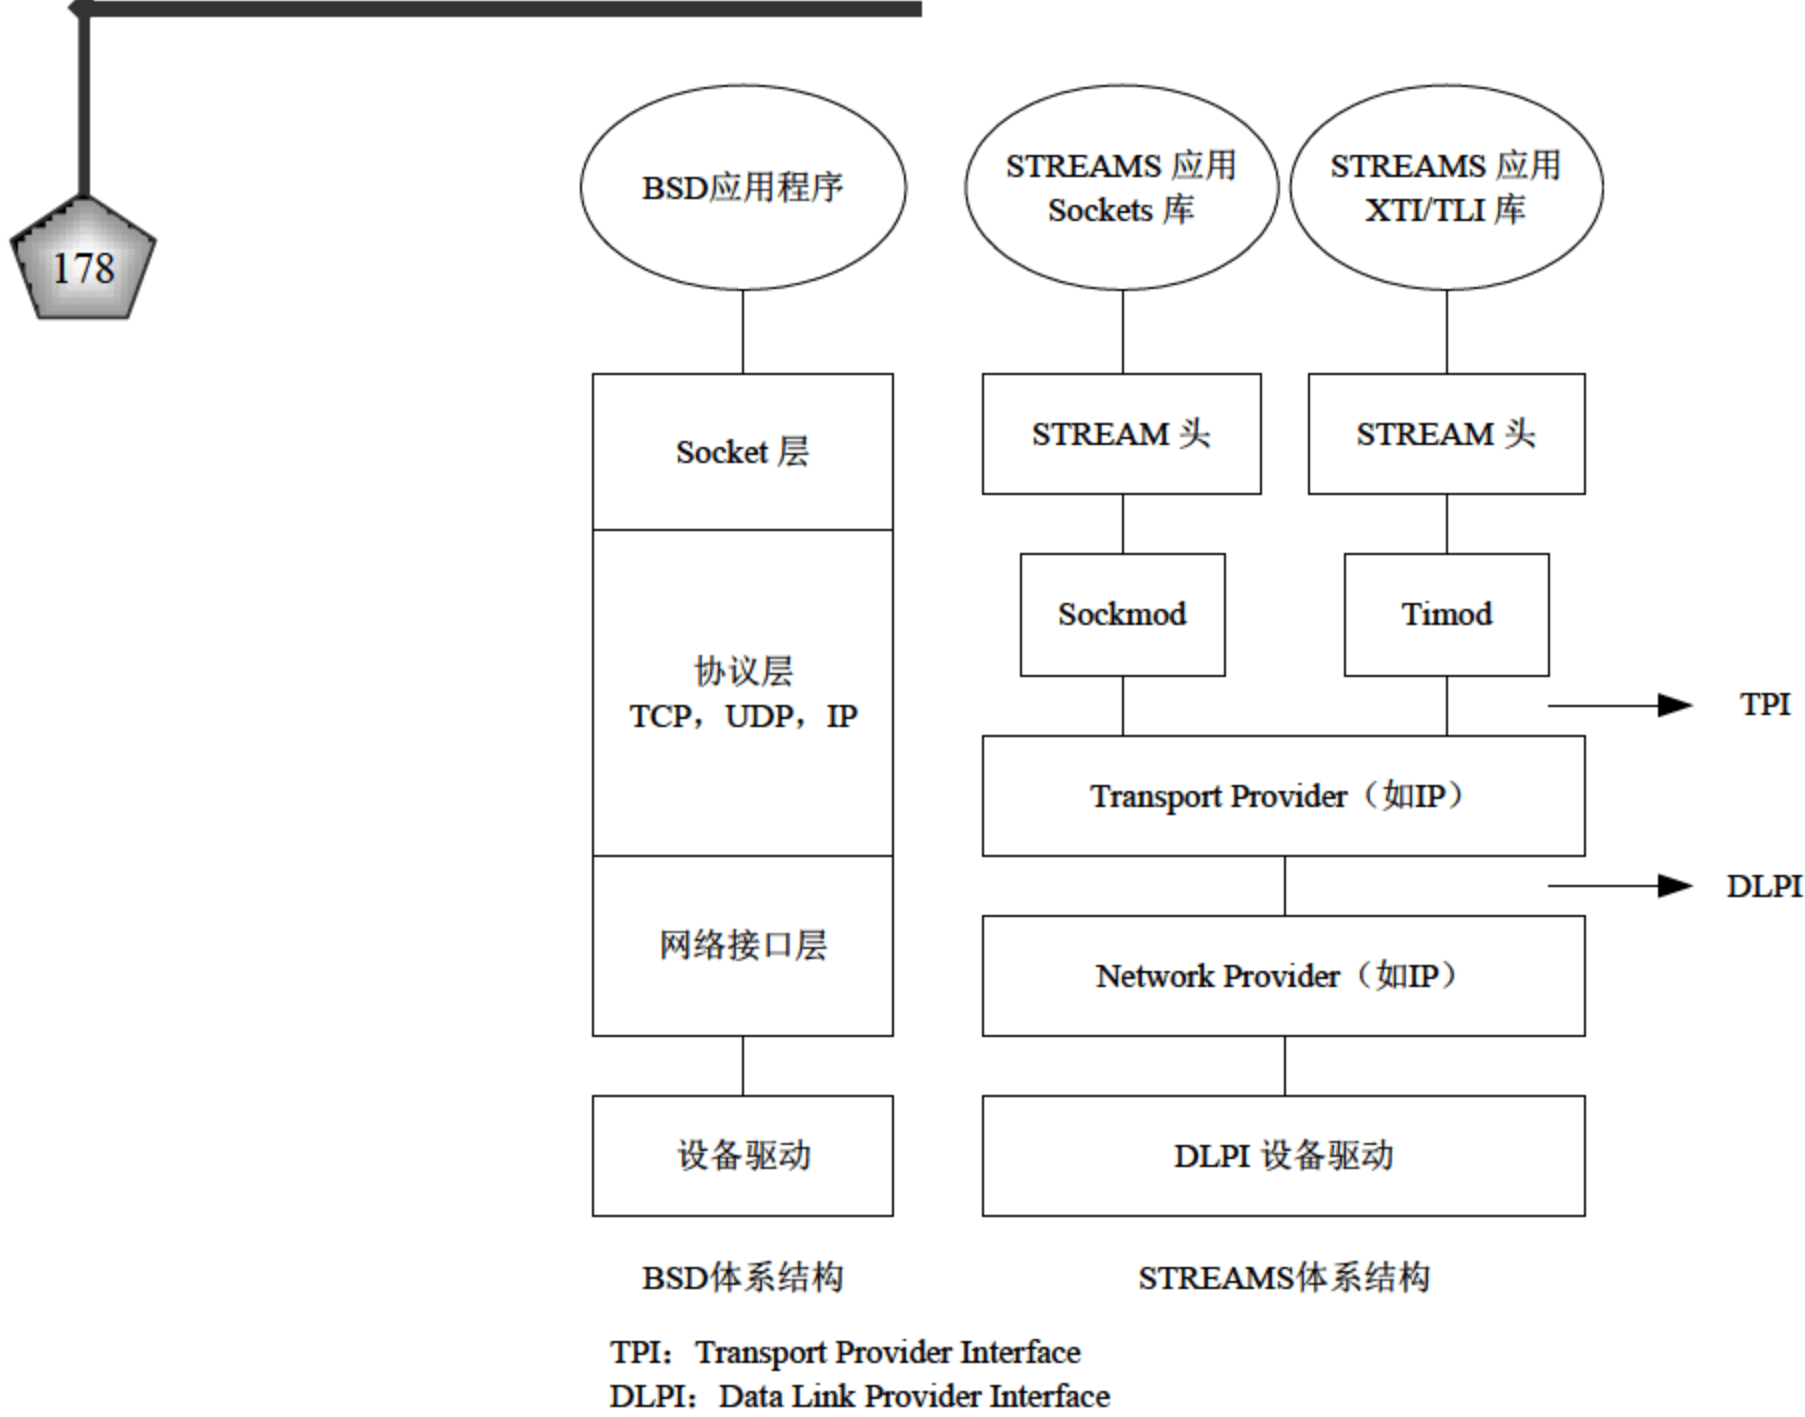 178
BSD应用程序
STREAMS 应用
Sockets 库
STREAMS 应用
XTI/TLI 库
Socket 层
STREAM 头
STREAM 头
Sockmod
Timod
协议层
TCP，UDP，IP
TPI
Transport Provider（如IP）
DLPI
网络接口层
Network Provider（如IP）
设备驱动
DLPI 设备驱动
BSD体系结构
STREAMS体系结构
TPI：Transport Provider Interface
DLPI：Data Link Provider Interface